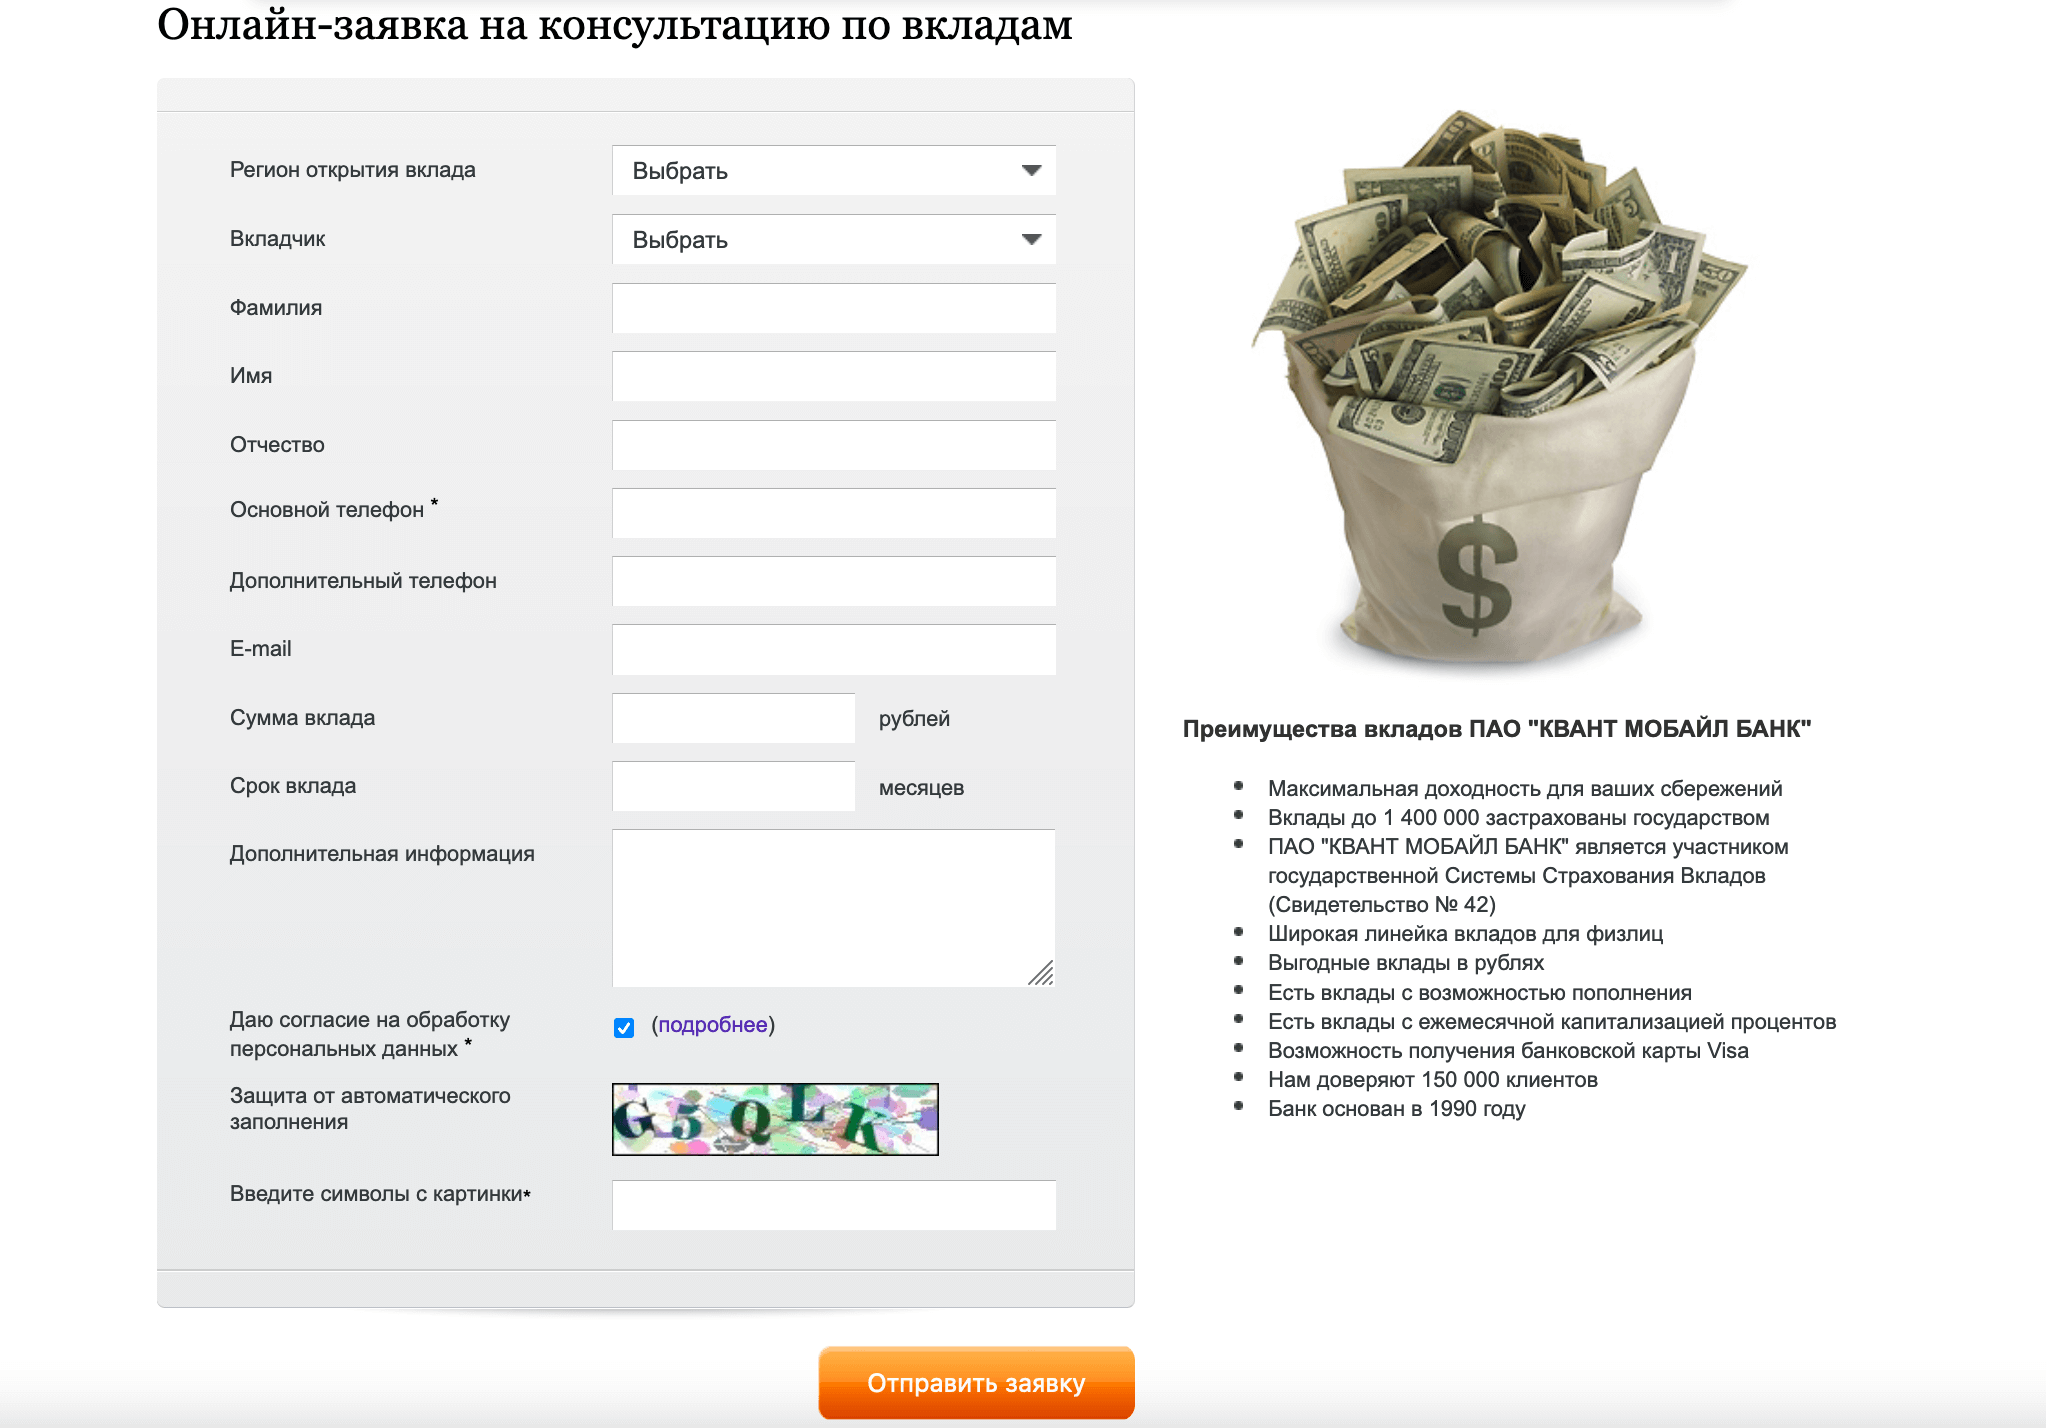 Онлайн-заявка на консультацию по вкладам
Регион открытия вклада
Выбрать
Вкладчик
Выбрать
Фамилия
Имя
Отчество
Основной телефон *
Дополнительный телефон
E-mail
Сумма вклада
рублей
Срок вклада
месяцев
Дополнительная информация
Даю согласие на обработку
персональных данных *
(подробнее)
Защита от автоматического
заполнения
G5QLK
Введите символы с картинки*
Отправить заявку
$
Преимущества вкладов ПАО "КВАНТ МОБАЙЛ БАНК"
Максимальная доходность для ваших сбережений
Вклады до 1 400 000 застрахованы государством
ПАО "КВАНТ МОБАЙЛ БАНК" является участником
государственной Системы Страхования Вкладов
(Свидетельство № 42)
Широкая линейка вкладов для физлиц
Выгодные вклады в рублях
Есть вклады с возможностью пополнения
Есть вклады с ежемесячной капитализацией процентов
Возможность получения банковской карты Visa
Нам доверяют 150 000 клиентов
Банк основан в 1990 году